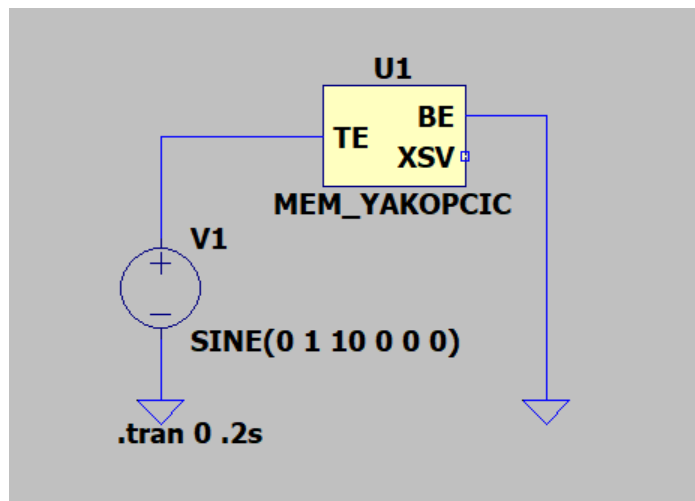 U1
BE
TE
XSV
MEM_YAKOPCIC
V1
SINE(0 1 10 0 0 0)
.tran 0 .2s